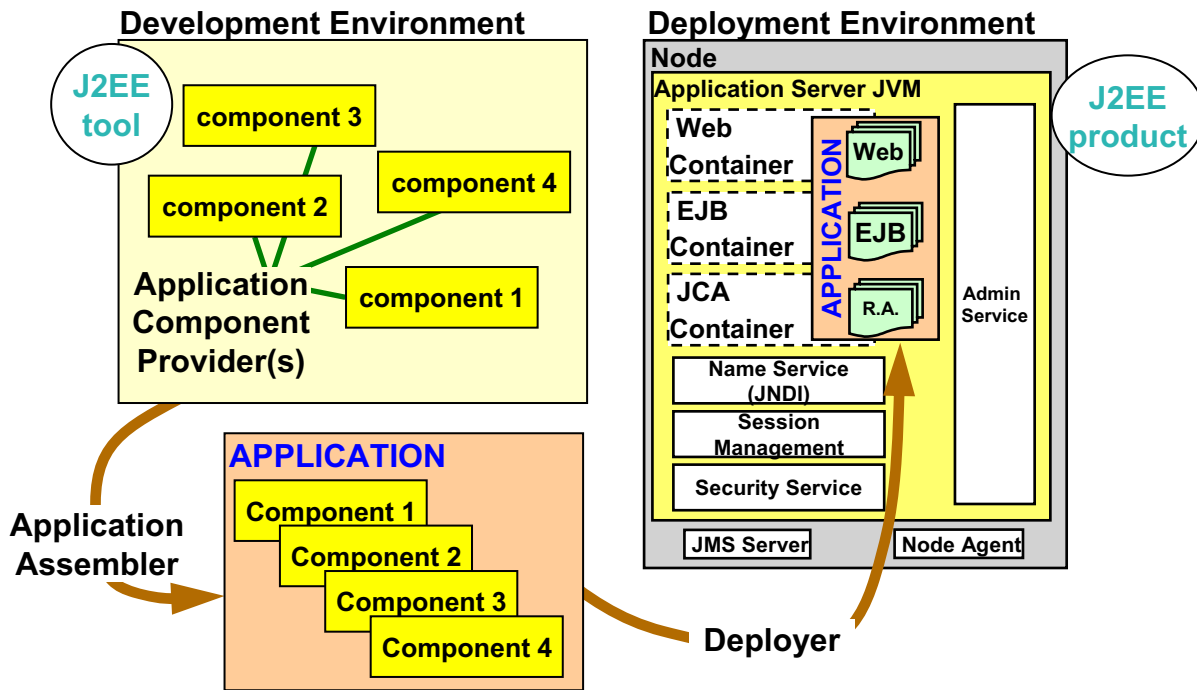 Development Environment
J2EE
tool
component 3
component 4
component 2
component 1
Application
Component
Provider(s)
Application
Assembler
APPLICATION
Component 1
Component 2
Component 3
Component 4
Deployer
Deployment Environment
Node
J2EE
product
Application Server JVM
Web
Container
EJB
Container
JCA
Container
APPLICATION
Web
EJB
R.A.
Admin
Service
Name Service
(JNDI)
Session
Management
Security Service
JMS Server
Node Agent